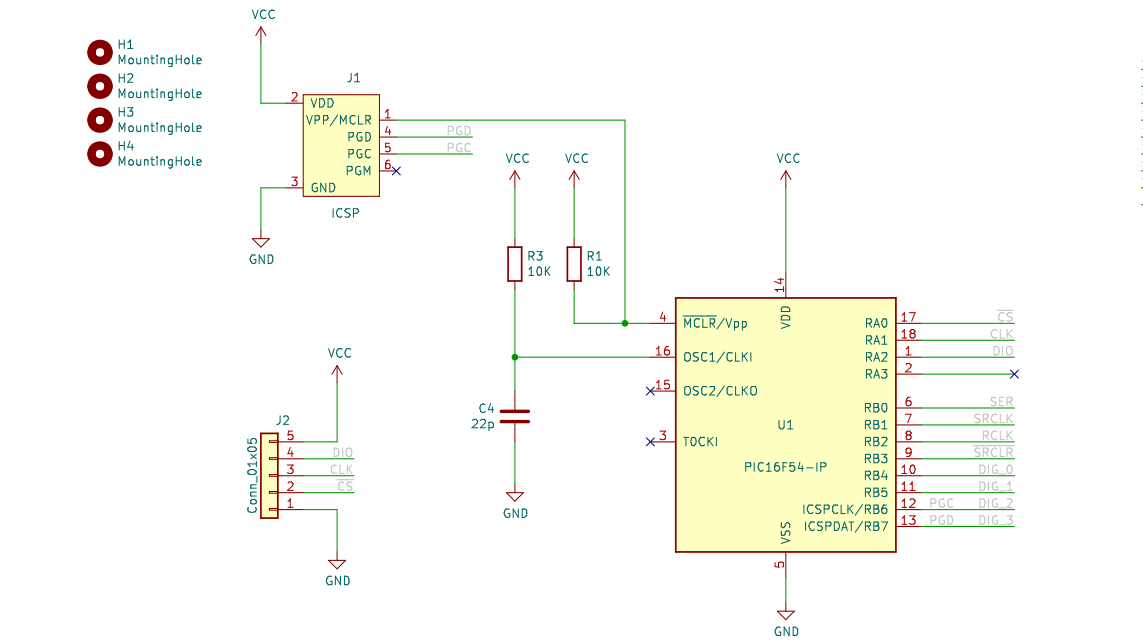 VCC
H1
MountingHole
H2
MountingHole
H3
MountingHole
H4
MountingHole
J1
2 VDD
VPP/MCLR 1
PGD 4 PGD
PGC 5 PGC
PGM 6
3 GND
ICSP
GND
VCC VCC VCC
R3
10K
R1
10K
14
VDD
4 MCLR/Vpp
16 OSC1/CLKI
15 OSC2/CLKO
3 T0CKI
U1
PIC16F54-IP
RA0 17 CS
RA1 18 CLK
RA2 1 DIO
RA3 2
RB0 6 SER
RB1 7 SRCLK
RB2 8 RCLK
RB3 9 SRCLR
RB4 10 DIG_0
RB5 11 DIG_1
ICSPCLK/RB6 12 PGC DIG_2
ICSPDAT/RB7 13 PGD DIG_3
VSS
5
GND
C4
22p
GND
VCC
J2
Conn_01x05
5
4 DIO
3 CLK
2 CS
1
GND